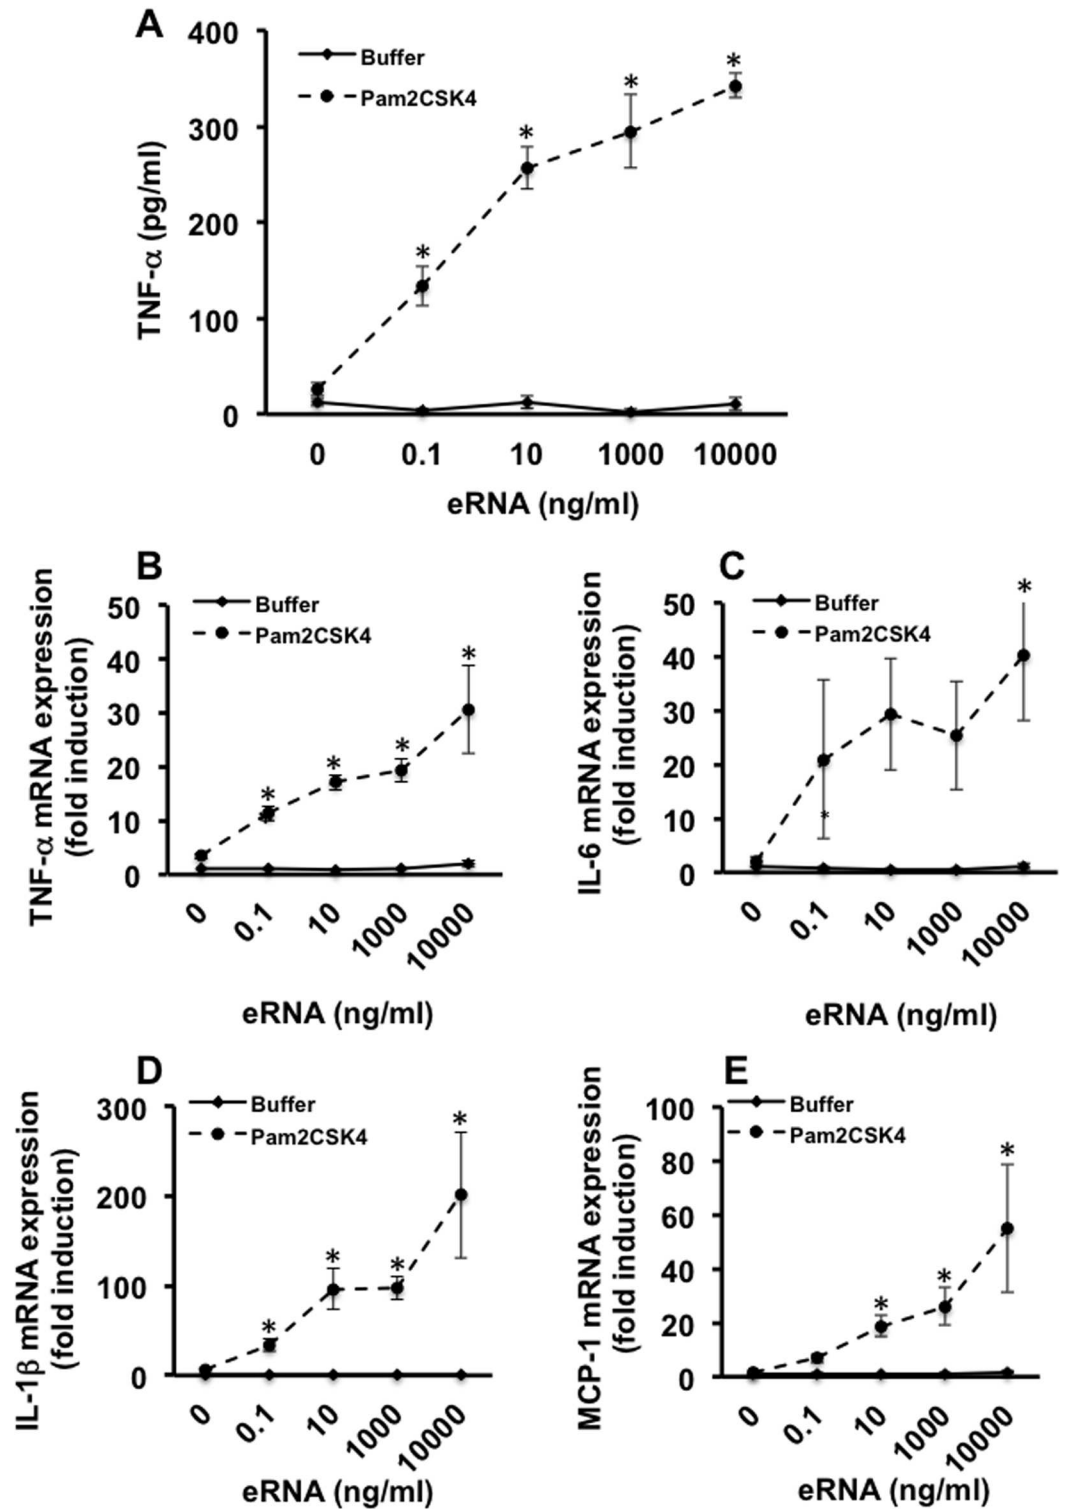 A
400
300
200
100
0
TNF-α (pg/ml)
Buffer
Pam2CSK4
*
*
*
*
0 0.1 10 1000 10000
eRNA (ng/ml)
B
50
40
30
20
10
0
TNF-α mRNA expression
(fold induction)
Buffer
Pam2CSK4
*
*
*
*
*
0 0.1 10 1000 10000
eRNA (ng/ml)
C
50
40
30
20
10
0
IL-6 mRNA expression
(fold induction)
Buffer
Pam2CSK4
*
*
0 0.1 10 1000 10000
eRNA (ng/ml)
D
300
200
100
0
IL-1β mRNA expression
(fold induction)
Buffer
Pam2CSK4
*
*
*
*
0 0.1 10 1000 10000
eRNA (ng/ml)
E
100
80
60
40
20
0
MCP-1 mRNA expression
(fold induction)
Buffer
Pam2CSK4
*
*
*
0 0.1 10 1000 10000
eRNA (ng/ml)